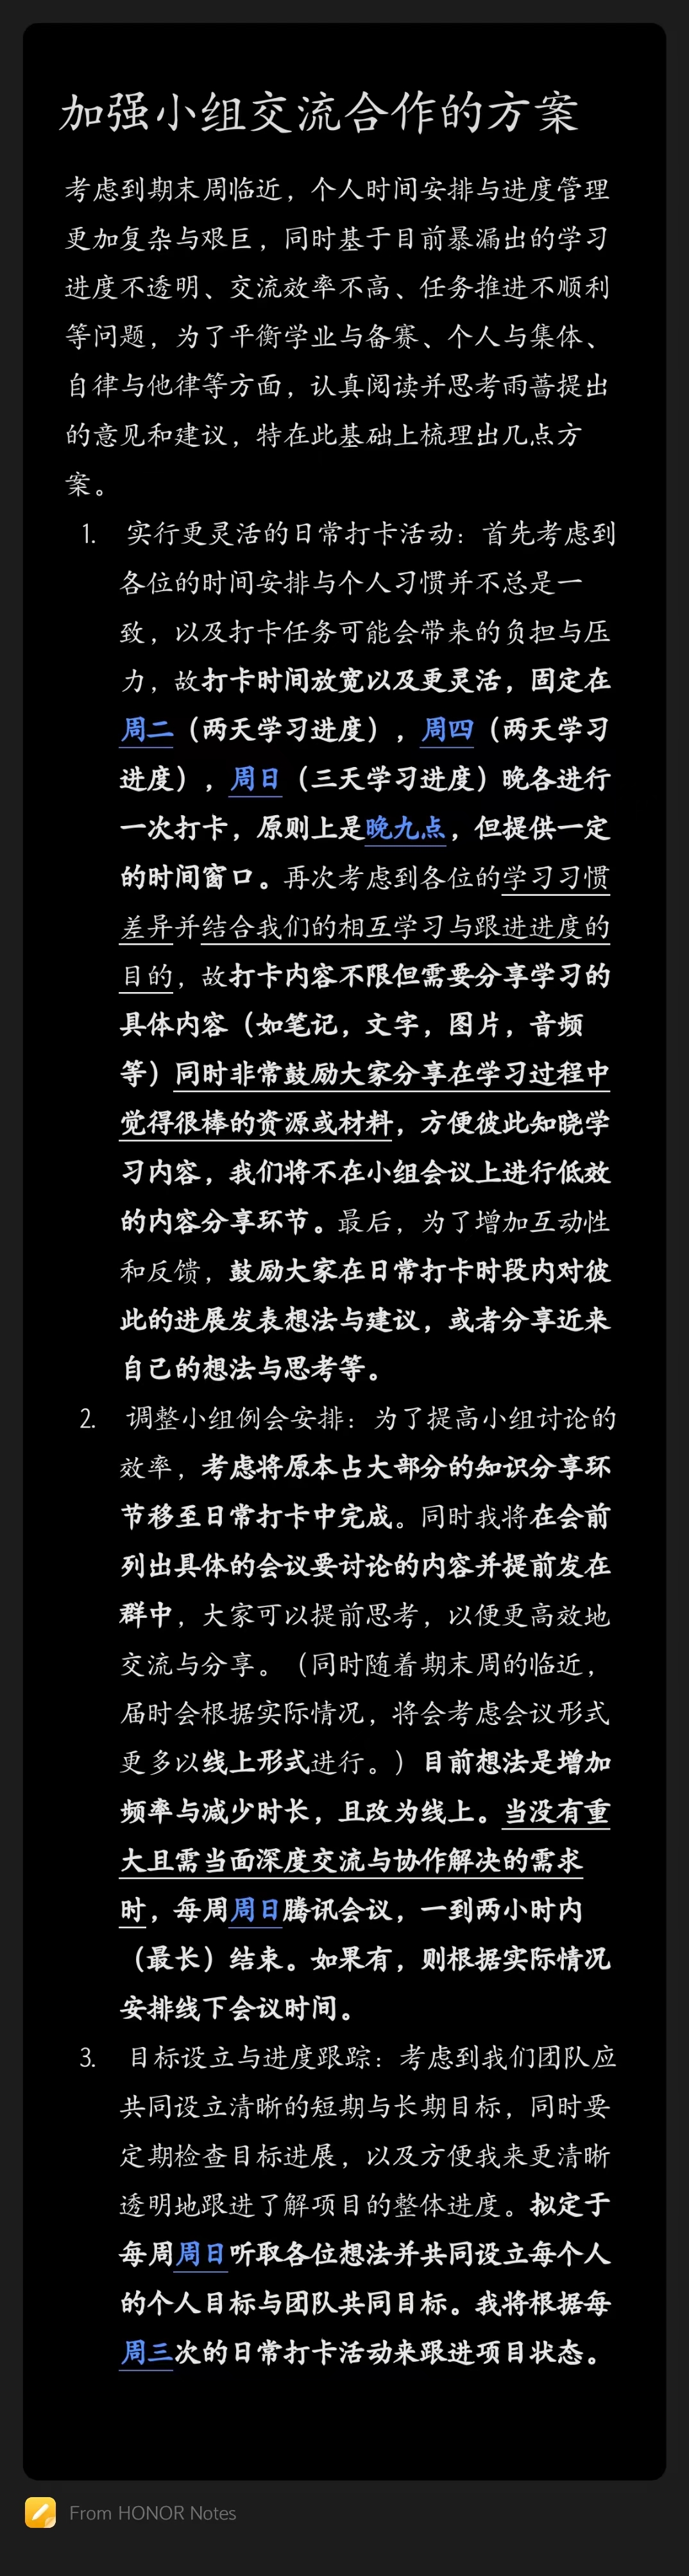 加强小组交流合作的方案
考虑到期末周临近，个人时间安排与进度管理
更加复杂与艰巨，同时基于目前暴漏出的学习
进度不透明、交流效率不高、任务推进不顺利
等问题，为了平衡学业与备赛、个人与集体、
自律与他律等方面，认真阅读并思考雨蔷提出
的意见和建议，特在此基础上梳理出几点方
案。
1. 实行更灵活的日常打卡活动：首先考虑到
各位的时间安排与个人习惯并不总是一
致，以及打卡任务可能会带来的负担与压
力，故打卡时间放宽以及更灵活，固定在
周二（两天学习进度），周四（两天学习
进度），周日（三天学习进度）晚各进行
一次打卡，原则上是晚九点，但提供一定
的时间窗口。再次考虑到各位的学习习惯
差异并结合我们的相互学习与跟进进度的
目的，故打卡内容不限但需要分享学习的
具体内容（如笔记，文字，图片，音频
等）同时非常鼓励大家分享在学习过程中
觉得很棒的资源或材料，方便彼此知晓学
习内容，我们将不在小组会议上进行低效
的内容分享环节。最后，为了增加互动性
和反馈，鼓励大家在日常打卡时段内对彼
此的进展发表想法与建议，或者分享近来
自己的想法与思考等。
2. 调整小组例会安排：为了提高小组讨论的
效率，考虑将原本占大部分的知识分享环
节移至日常打卡中完成。同时我将在会前
列出具体的会议要讨论的内容并提前发在
群中，大家可以提前思考，以便更高效地
交流与分享。（同时随着期末周的临近，
届时会根据实际情况，将会考虑会议形式
更多以线上形式进行。）目前想法是增加
频率与减少时长，且改为线上。当没有重
大且需当面深度交流与协作解决的需求
时，每周周日腾讯会议，一到两小时内
（最长）结束。如果有，则根据实际情况
安排线下会议时间。
3. 目标设立与进度跟踪：考虑到我们团队应
共同设立清晰的短期与长期目标，同时要
定期检查目标进展，以及方便我来更清晰
透明地跟进了解项目的整体进度。拟定于
每周周日听取各位想法并共同设立每个人
的个人目标与团队共同目标。我将根据每
周三次的日常打卡活动来跟进项目状态。
From HONOR Notes